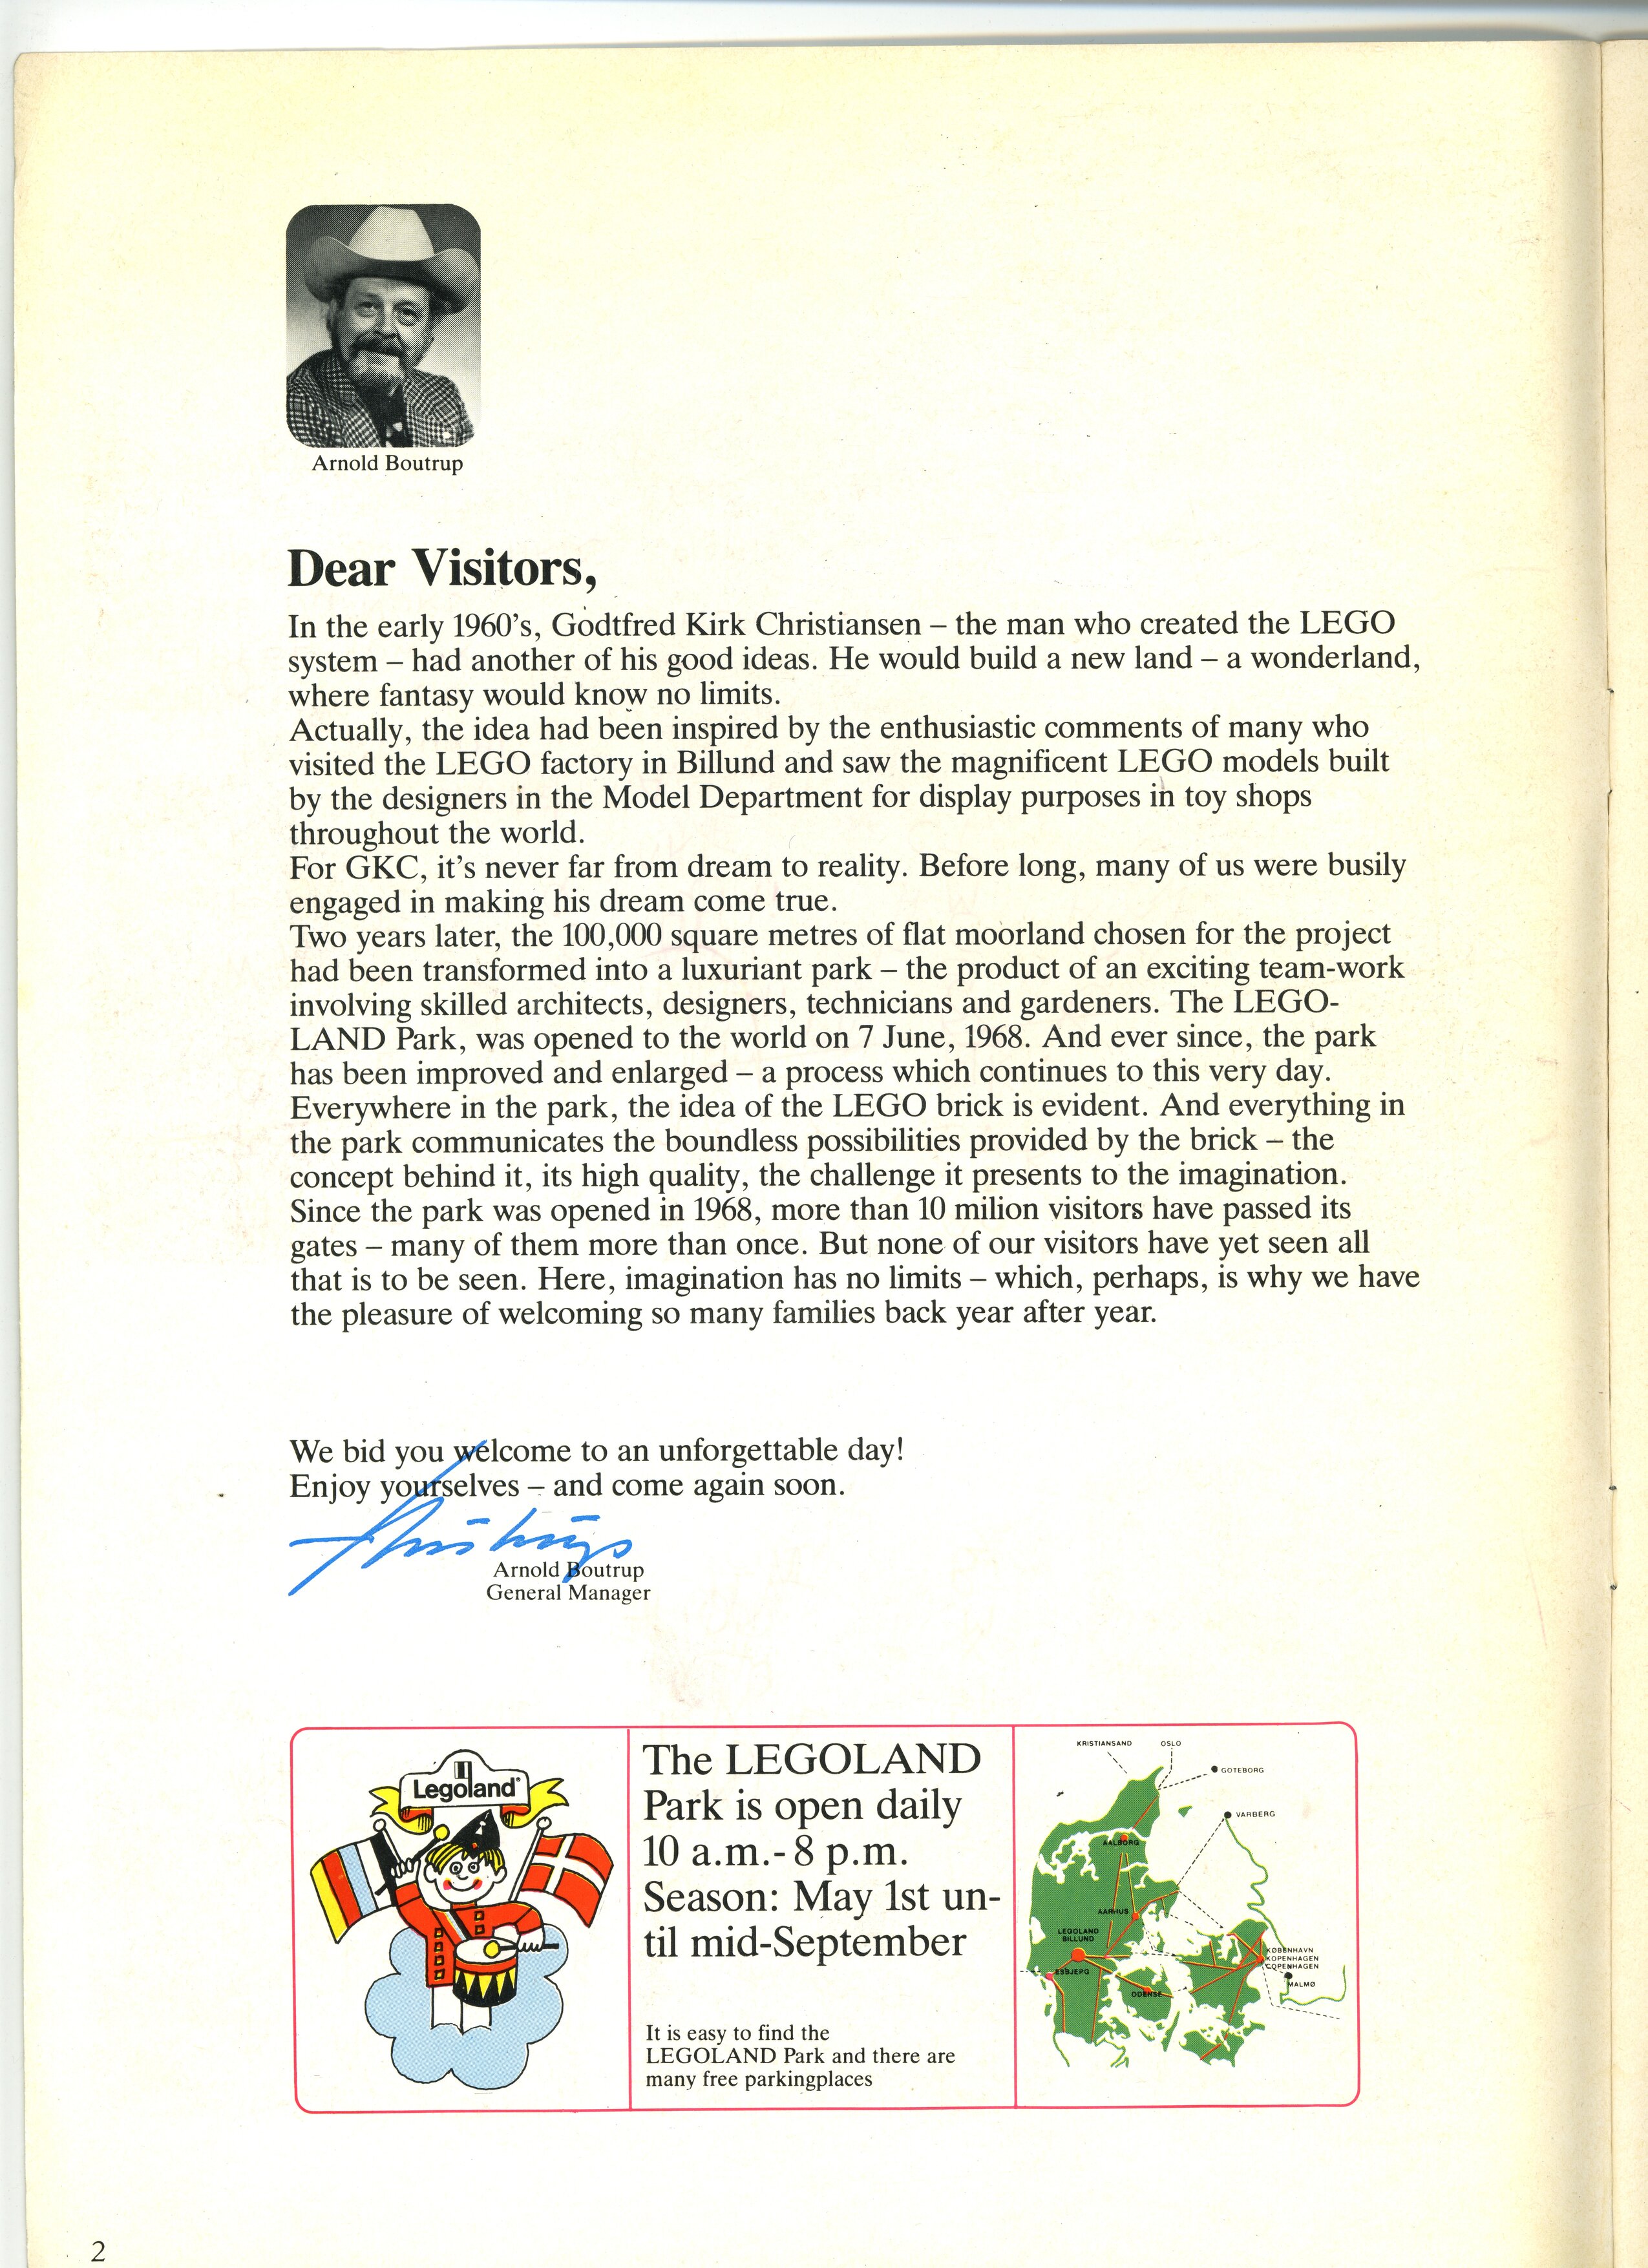 Arnold Boutrup
Dear Visitors,
In the early 1960's, Godtfred Kirk Christiansen – the man who created the LEGO
system – had another of his good ideas. He would build a new land – a wonderland,
where fantasy would know no limits.
Actually, the idea had been inspired by the enthusiastic comments of many who
visited the LEGO factory in Billund and saw the magnificent LEGO models built
by the designers in the Model Department for display purposes in toy shops
throughout the world.
For GKC, it's never far from dream to reality. Before long, many of us were busily
engaged in making his dream come true.
Two years later, the 100,000 square metres of flat moorland chosen for the project
had been transformed into a luxuriant park – the product of an exciting team-work
involving skilled architects, designers, technicians and gardeners. The LEGO-
LAND Park, was opened to the world on 7 June, 1968. And ever since, the park
has been improved and enlarged – a process which continues to this very day.
Everywhere in the park, the idea of the LEGO brick is evident. And everything in
the park communicates the boundless possibilities provided by the brick – the
concept behind it, its high quality, the challenge it presents to the imagination.
Since the park was opened in 1968, more than 10 milion visitors have passed its
gates – many of them more than once. But none of our visitors have yet seen all
that is to be seen. Here, imagination has no limits – which, perhaps, is why we have
the pleasure of welcoming so many families back year after year.
We bid you welcome to an unforgettable day!
Enjoy yourselves – and come again soon.
Arnold Boutrup
General Manager
Legoland®
The LEGOLAND
Park is open daily
10 a.m.- 8 p.m.
Season: May 1st un-
til mid-September
It is easy to find the
LEGOLAND Park and there are
many free parkingplaces
KRISTIANSAND
OSLO
GOTEBORG
VARBERG
AALBORG
AARHUS
LEGOLAND
BILLUND
ESBJERG
ODENSE
KØBENHAVN
KOPENHAGEN
COPENHAGEN
MALMØ
2